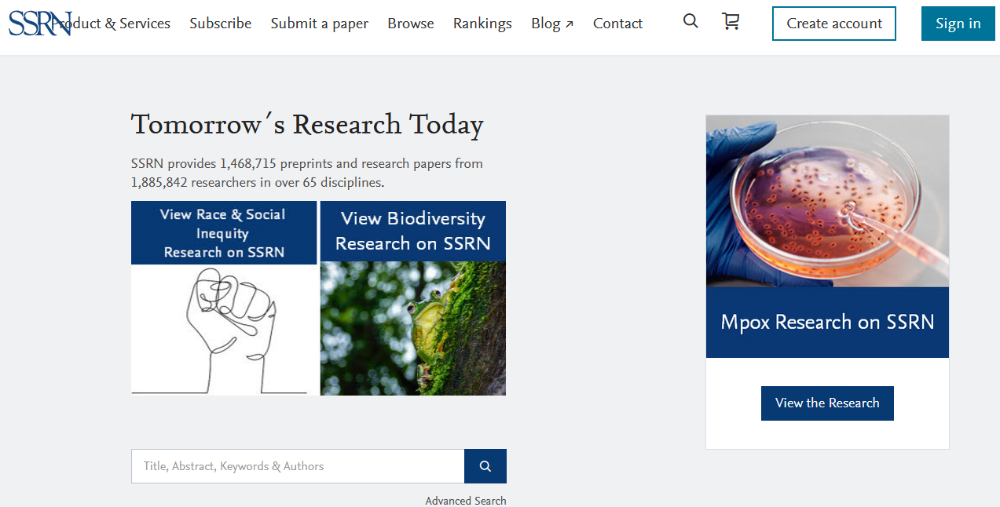 SSRN
Product & Services Subscribe Submit a paper Browse Rankings Blog ↗ Contact Create account Sign in
Tomorrow´s Research Today
SSRN provides 1,468,715 preprints and research papers from
1,885,842 researchers in over 65 disciplines.
View Race & Social
Inequity
Research on SSRN
View Biodiversity
Research on SSRN
Mpox Research on SSRN
View the Research
Title, Abstract, Keywords & Authors
Advanced Search